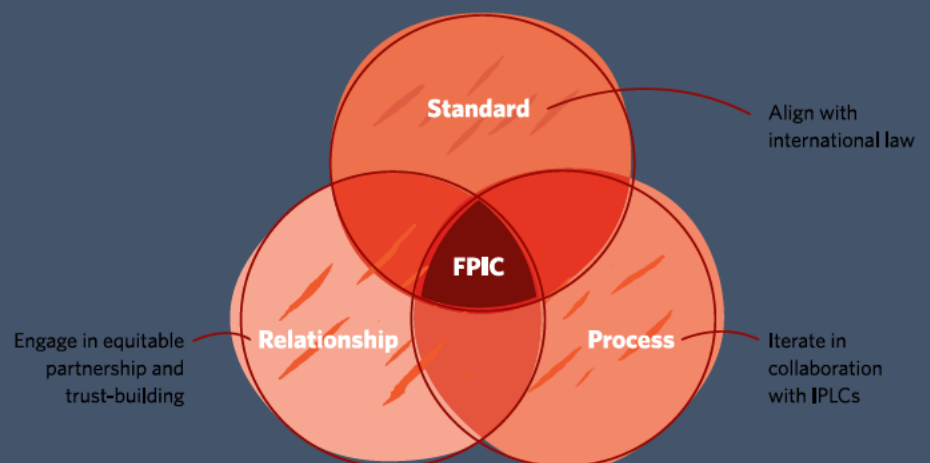 Standard
Align with
international law
FPIC
Engage in equitable
partnership and
trust-building
Relationship
Process
Iterate in
collaboration
with IPLCs